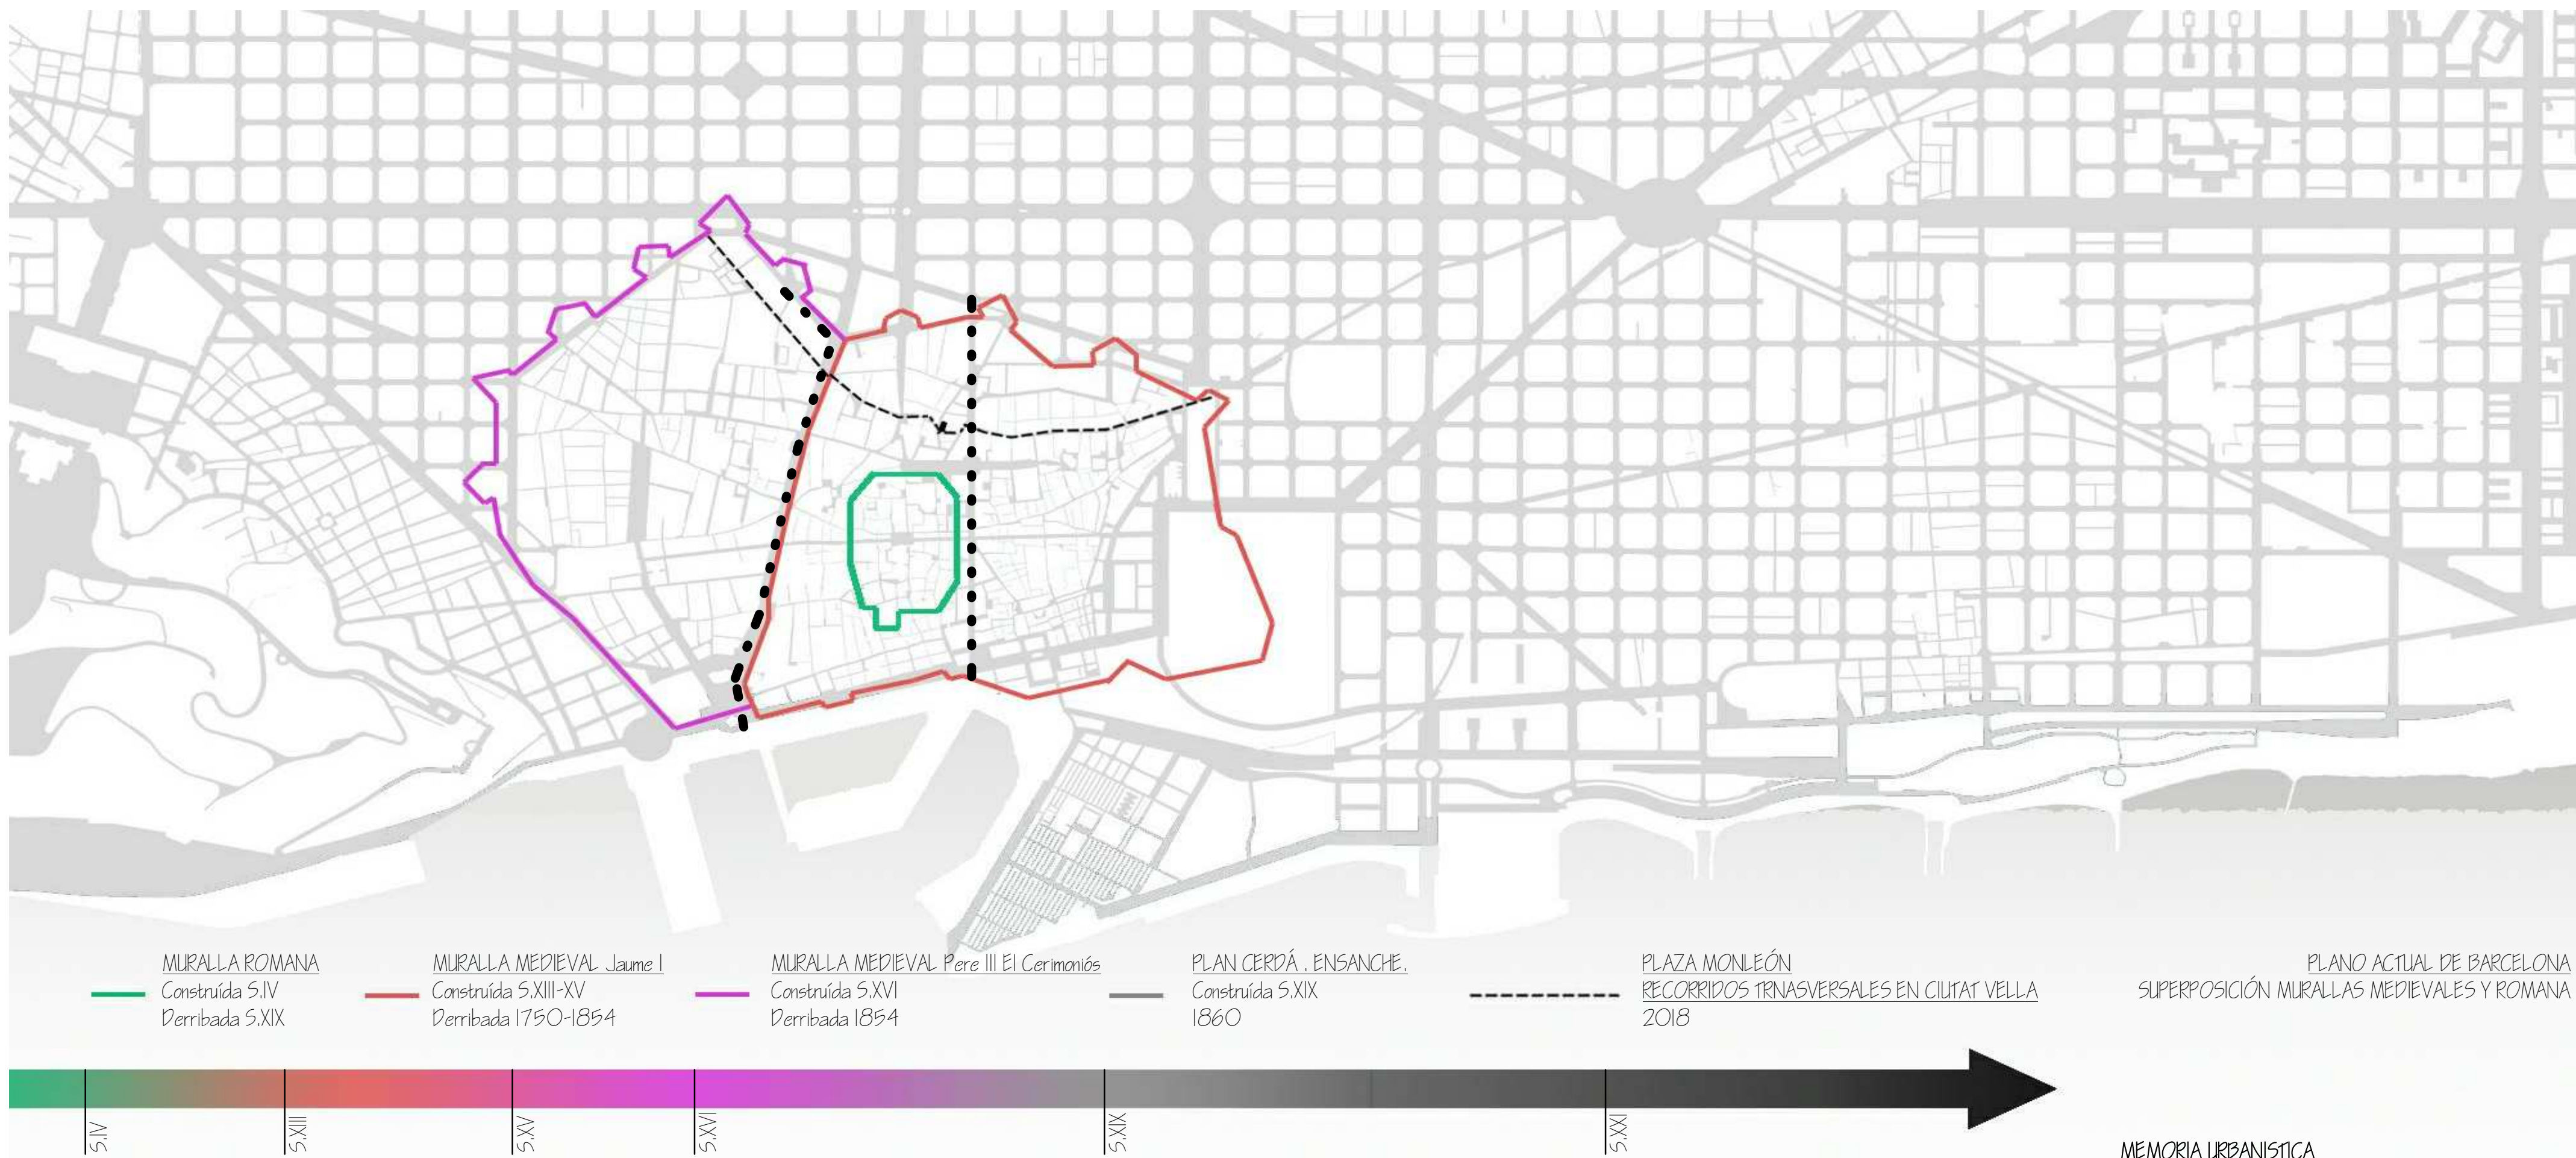 MURALLA ROMANA
Construída S.IV
Derribada S.XIX
MURALLA MEDIEVAL Jaume I
Construída S.XIII-XV
Derribada 1750-1854
MURALLA MEDIEVAL Pere III El Cerimoniós
Construída S.XVI
Derribada 1854
PLAN CERDÁ . ENSANCHE.
Construída S.XIX
1860
PLAZA MONLEÓN
RECORRIDOS TRNASVERSALES EN CIUTAT VELLA
2018
PLANO ACTUAL DE BARCELONA
SUPERPOSICIÓN MURALLAS MEDIEVALES Y ROMANA
S.IV
S.XIII
S.XV
S.XVI
S.XIX
S.XXI
MEMORIA URBANISTICA